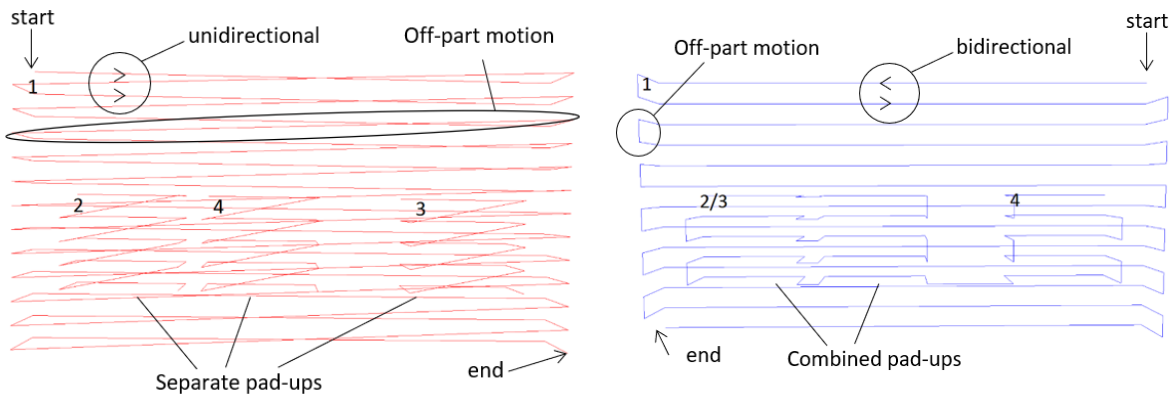 start
unidirectional
Off-part motion
1
2
4
3
Separate pad-ups
end
start
Off-part motion
bidirectional
1
2/3
4
end
Combined pad-ups